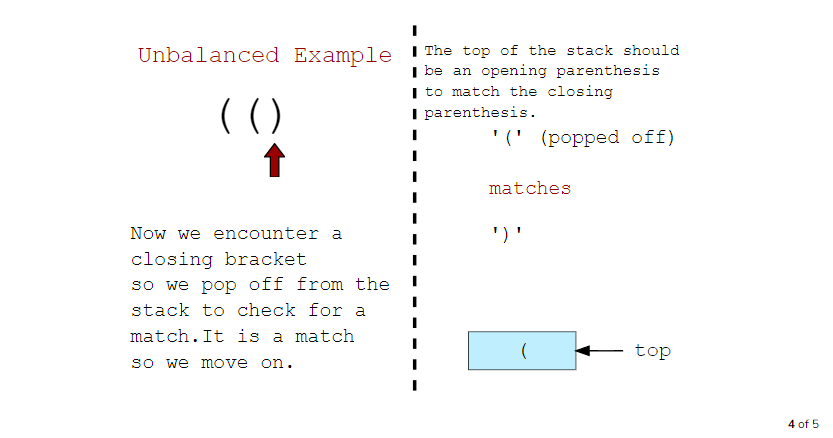 Unbalanced Example
( ()
Now we encounter a
closing bracket
so we pop off from the
stack to check for a
match.It is a match
so we move on.
The top of the stack should
be an opening parenthesis
to match the closing
parenthesis.
'(' (popped off)
matches
')'
( top
4 of 5